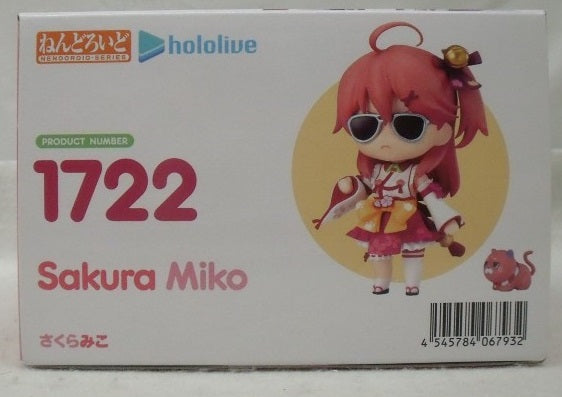 ねんどろいど
NENDOROID SERIES
hololive
PRODUCT NUMBER
1722
Sakura Miko
さくらみこ
4 545784 067932